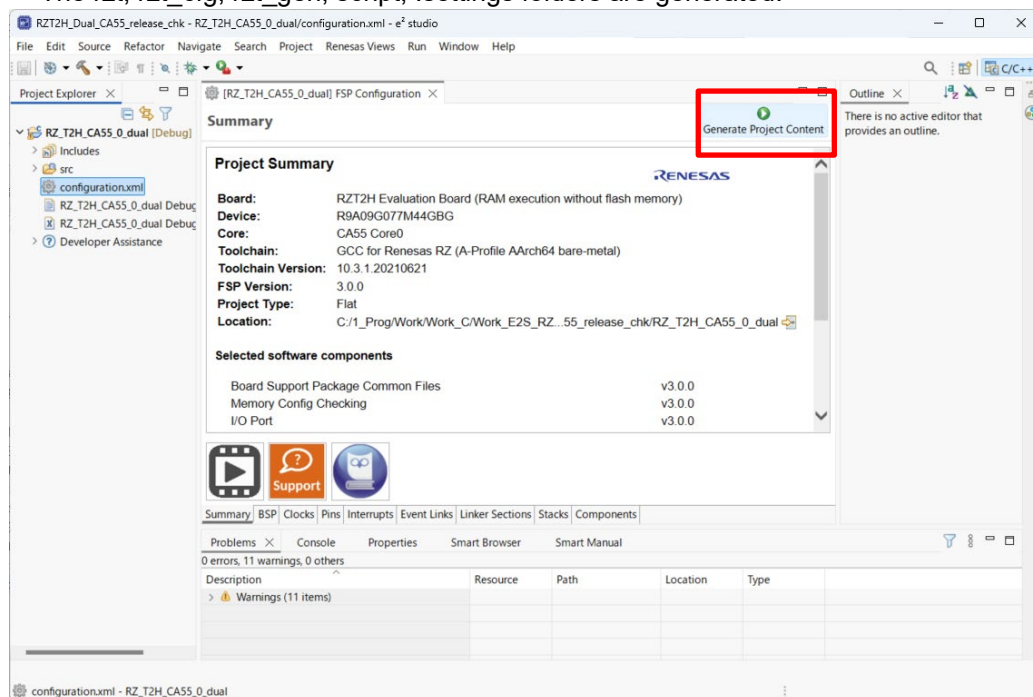 RZT2H_Dual_CA55_release_chk - RZ_T2H_CA55_0_dual/configuration.xml - e² studio
File Edit Source Refactor Navigate Search Project Renesas Views Run Window Help
C/C++
Project Explorer
[RZ_T2H_CA55_0_dual] FSP Configuration
Outline
RZ_T2H_CA55_0_dual [Debug]
Includes
src
configuration.xml
RZ_T2H_CA55_0_dual Debug
RZ_T2H_CA55_0_dual Debug
Developer Assistance
Summary
Generate Project Content
There is no active editor that
provides an outline.
Project Summary
RENESAS
Board: RZT2H Evaluation Board (RAM execution without flash memory)
Device: R9A09G077M44GBG
Core: CA55 Core0
Toolchain: GCC for Renesas RZ (A-Profile AArch64 bare-metal)
Toolchain Version: 10.3.1.20210621
FSP Version: 3.0.0
Project Type: Flat
Location: C:/1_Prog/Work/Work_C/Work_E2S_RZ...55_release_chk/RZ_T2H_CA55_0_dual
Selected software components
Board Support Package Common Files v3.0.0
Memory Config Checking v3.0.0
I/O Port v3.0.0
Support
Summary BSP Clocks Pins Interrupts Event Links Linker Sections Stacks Components
Problems Console Properties Smart Browser Smart Manual
0 errors, 11 warnings, 0 others
Description Resource Path Location Type
Warnings (11 items)
configuration.xml - RZ_T2H_CA55_0_dual